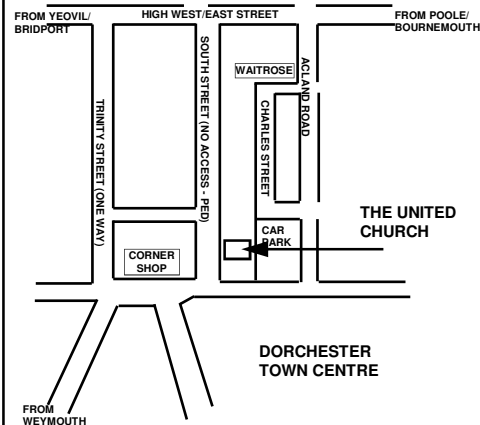 FROM YEOVIL/
BRIDPORT
HIGH WEST/EAST STREET
FROM POOLE/
BOURNEMOUTH
WAITROSE
SOUTH STREET (NO ACCESS - PED)
ACLAND ROAD
TRINITY STREET (ONE WAY)
CHARLES STREET
THE UNITED
CHURCH
CAR
PARK
CORNER
SHOP
DORCHESTER
TOWN CENTRE
FROM
WEYMOUTH